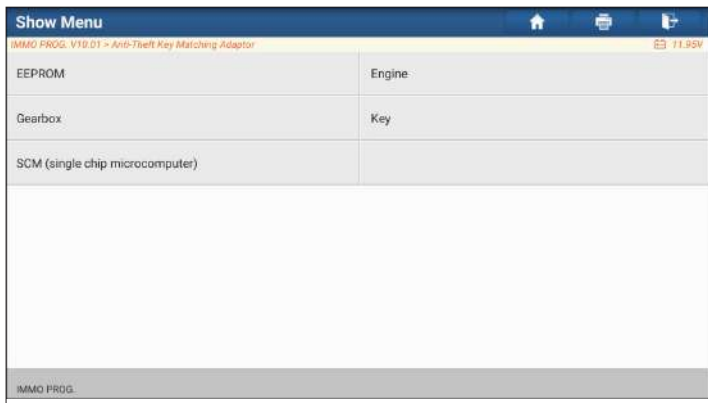 Show Menu
IMMO PROG. V10.01 > Anti-Theft Key Matching Adaptor
11.95V
EEPROM
Engine
Gearbox
Key
SCM (single chip microcomputer)
IMMO PROG.